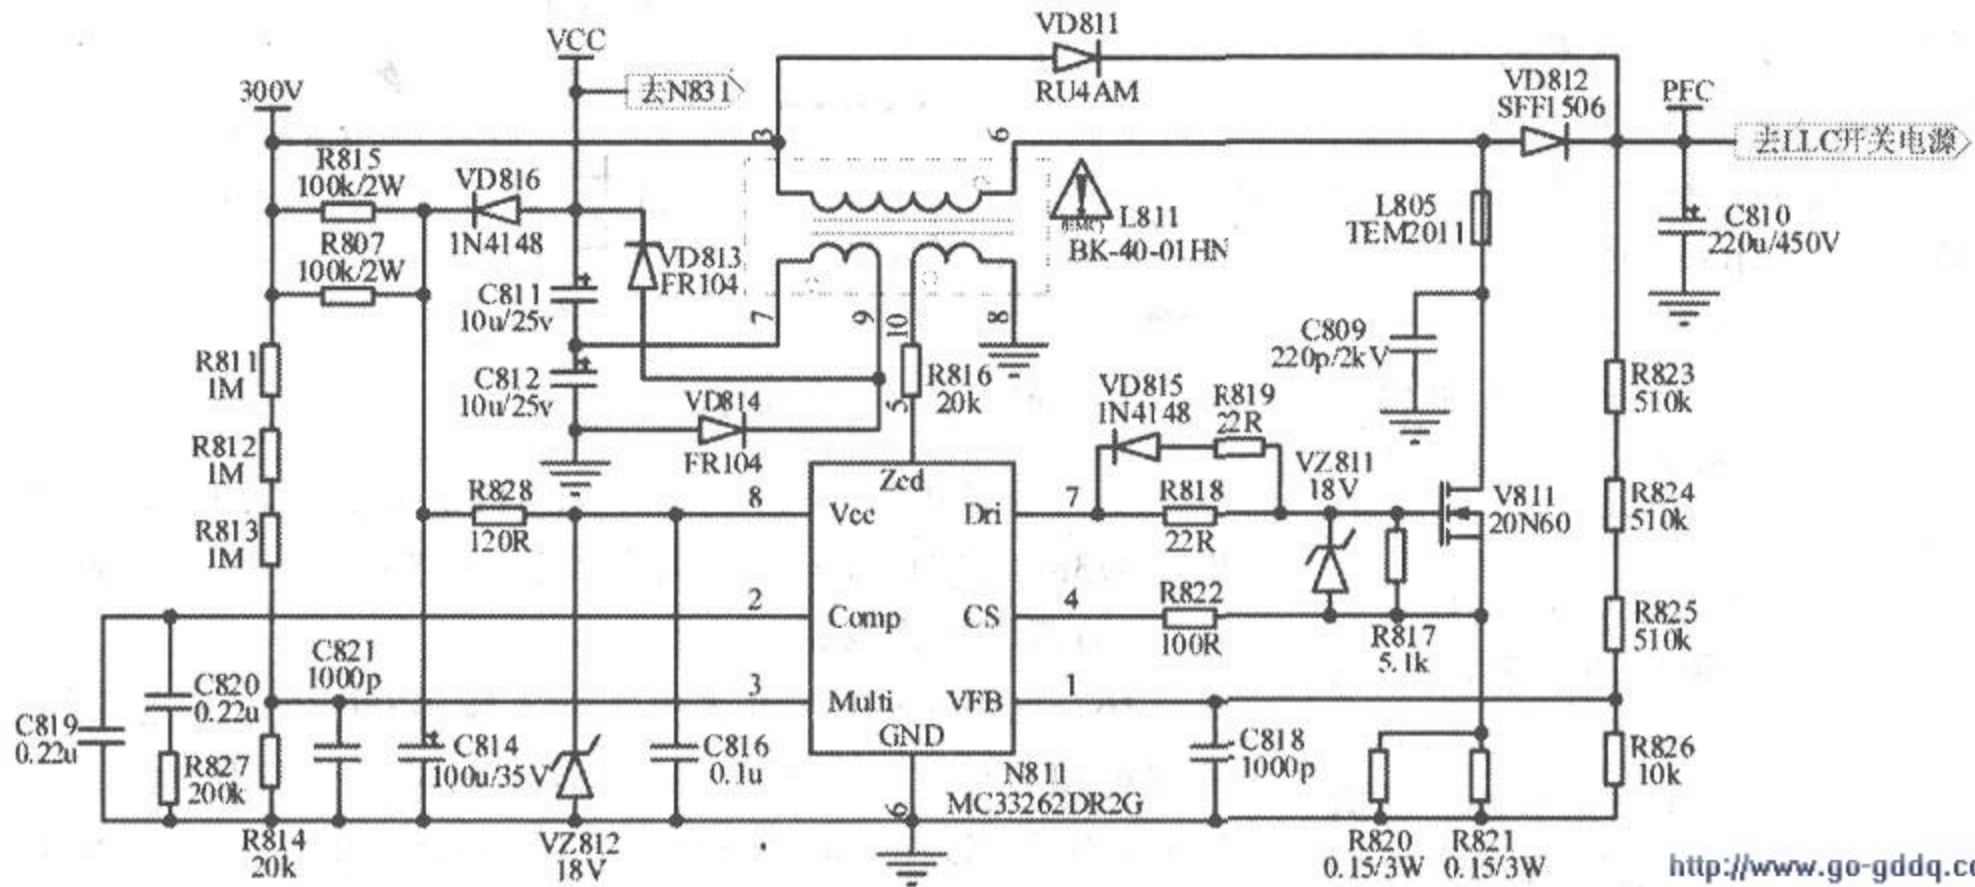 VD811
RU4AM
VCC
去N831
300V
VD812
SFF1506
PFC
去LLC开关电源
3
6
R815
100k/2W
VD816
1N4148
R807
100k/2W
VD813
FR104
L811
BK-40-01HN
L805
TEM2011
C810
220u/450V
C811
10u/25v
7
9
10
8
C809
220p/2kV
R811
1M
C812
10u/25v
R816
20k
5
VD814
FR104
VD815
1N4148
R819
22R
R823
510k
R812
1M
VZ811
18V
R828
120R
8
Zcd
Vcc
Dri
7
R818
22R
V811
20N60
R824
510k
R813
1M
2
Comp
CS
4
R822
100R
R817
5.1k
R825
510k
C821
1000p
C820
0.22u
3
Multi
VFB
1
GND
C819
0.22u
R827
200k
C814
100u/35V
C816
0.1u
N811
MC33262DR2G
6
C818
1000p
R826
10k
R814
20k
VZ812
18V
R820
0.15/3W
R821
0.15/3W
http://www.go-gddq.co